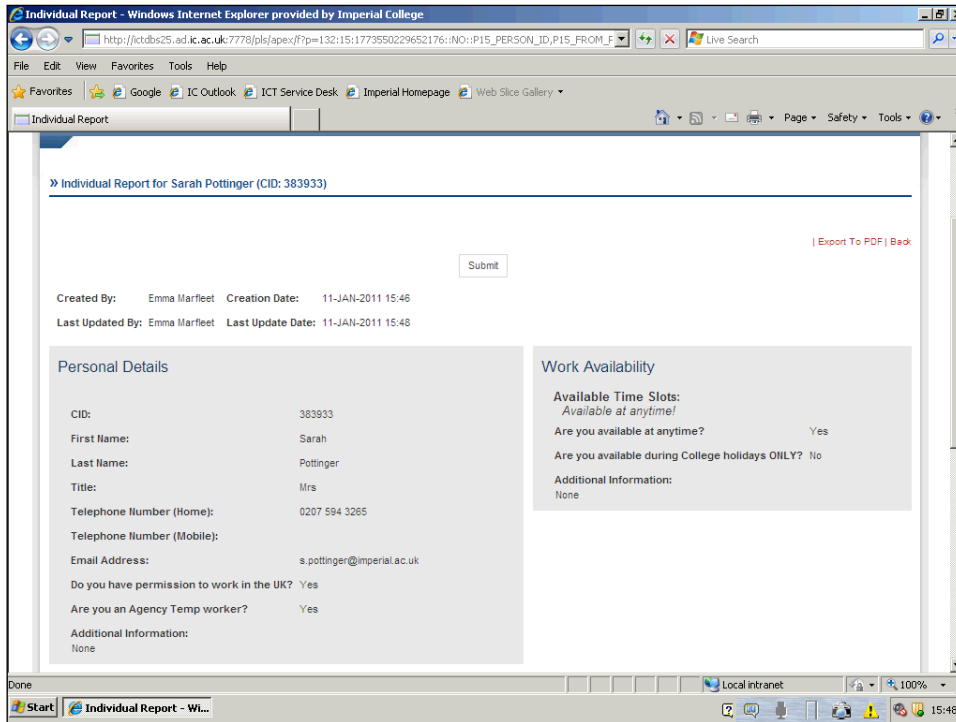 Individual Report - Windows Internet Explorer provided by Imperial College
http://ictdbs25.ad.ic.ac.uk:7778/pls/apex/f?p=132:15:1773550229652176::NO::P15_PERSON_ID,P15_FROM_F
Live Search
File Edit View Favorites Tools Help
Favorites Google IC Outlook ICT Service Desk Imperial Homepage Web Slice Gallery
Individual Report Page Safety Tools
» Individual Report for Sarah Pottinger (CID: 383933)
| Export To PDF | Back
Submit
Created By: Emma Marfleet Creation Date: 11-JAN-2011 15:46
Last Updated By: Emma Marfleet Last Update Date: 11-JAN-2011 15:48
Personal Details
CID: 383933
First Name: Sarah
Last Name: Pottinger
Title: Mrs
Telephone Number (Home): 0207 594 3265
Telephone Number (Mobile):
Email Address: s.pottinger@imperial.ac.uk
Do you have permission to work in the UK? Yes
Are you an Agency Temp worker? Yes
Additional Information:
None
Work Availability
Available Time Slots:
Available at anytime!
Are you available at anytime? Yes
Are you available during College holidays ONLY? No
Additional Information:
None
Done Local intranet 100%
Start Individual Report - Wi... 15:48